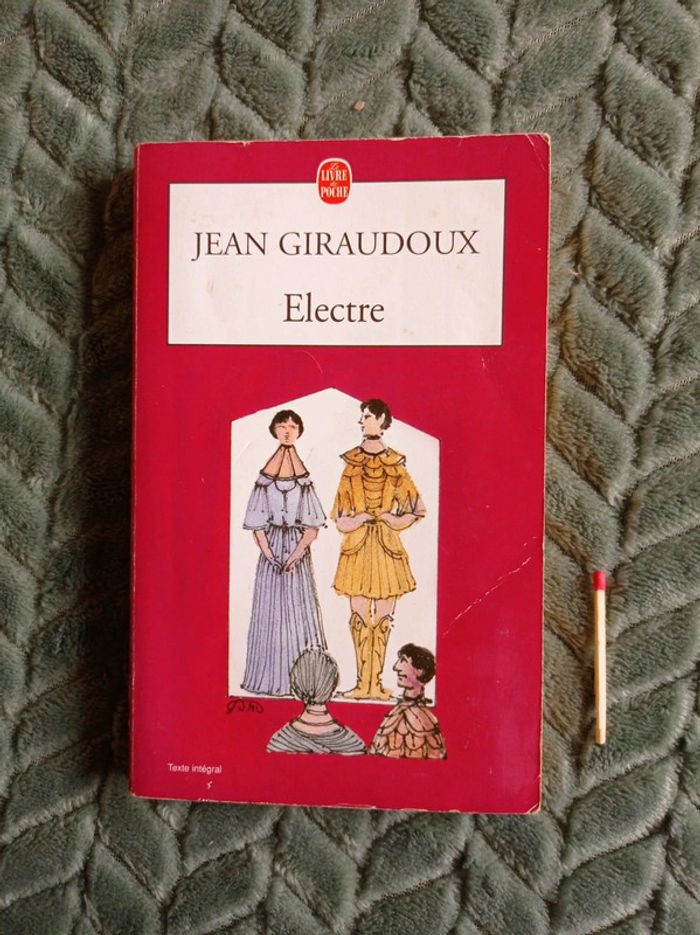 Le
LIVRE
de
POCHE
JEAN GIRAUDOUX
Electre
Texte intégral